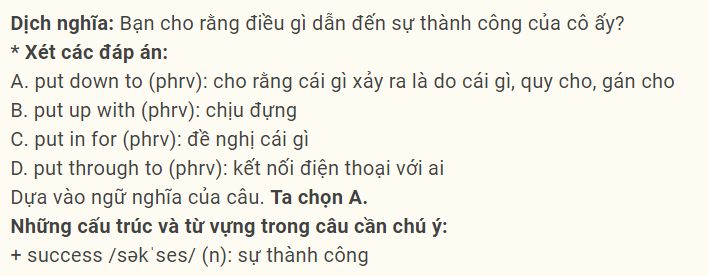 Dịch nghĩa: Bạn cho rằng điều gì dẫn đến sự thành công của cô ấy?
* Xét các đáp án:
A. put down to (phrv): cho rằng cái gì xảy ra là do cái gì, quy cho, gán cho
B. put up with (phrv): chịu đựng
C. put in for (phrv): đề nghị cái gì
D. put through to (phrv): kết nối điện thoại với ai
Dựa vào ngữ nghĩa của câu. Ta chọn A.
Những cấu trúc và từ vựng trong câu cần chú ý:
+ success /səkˈses/ (n): sự thành công